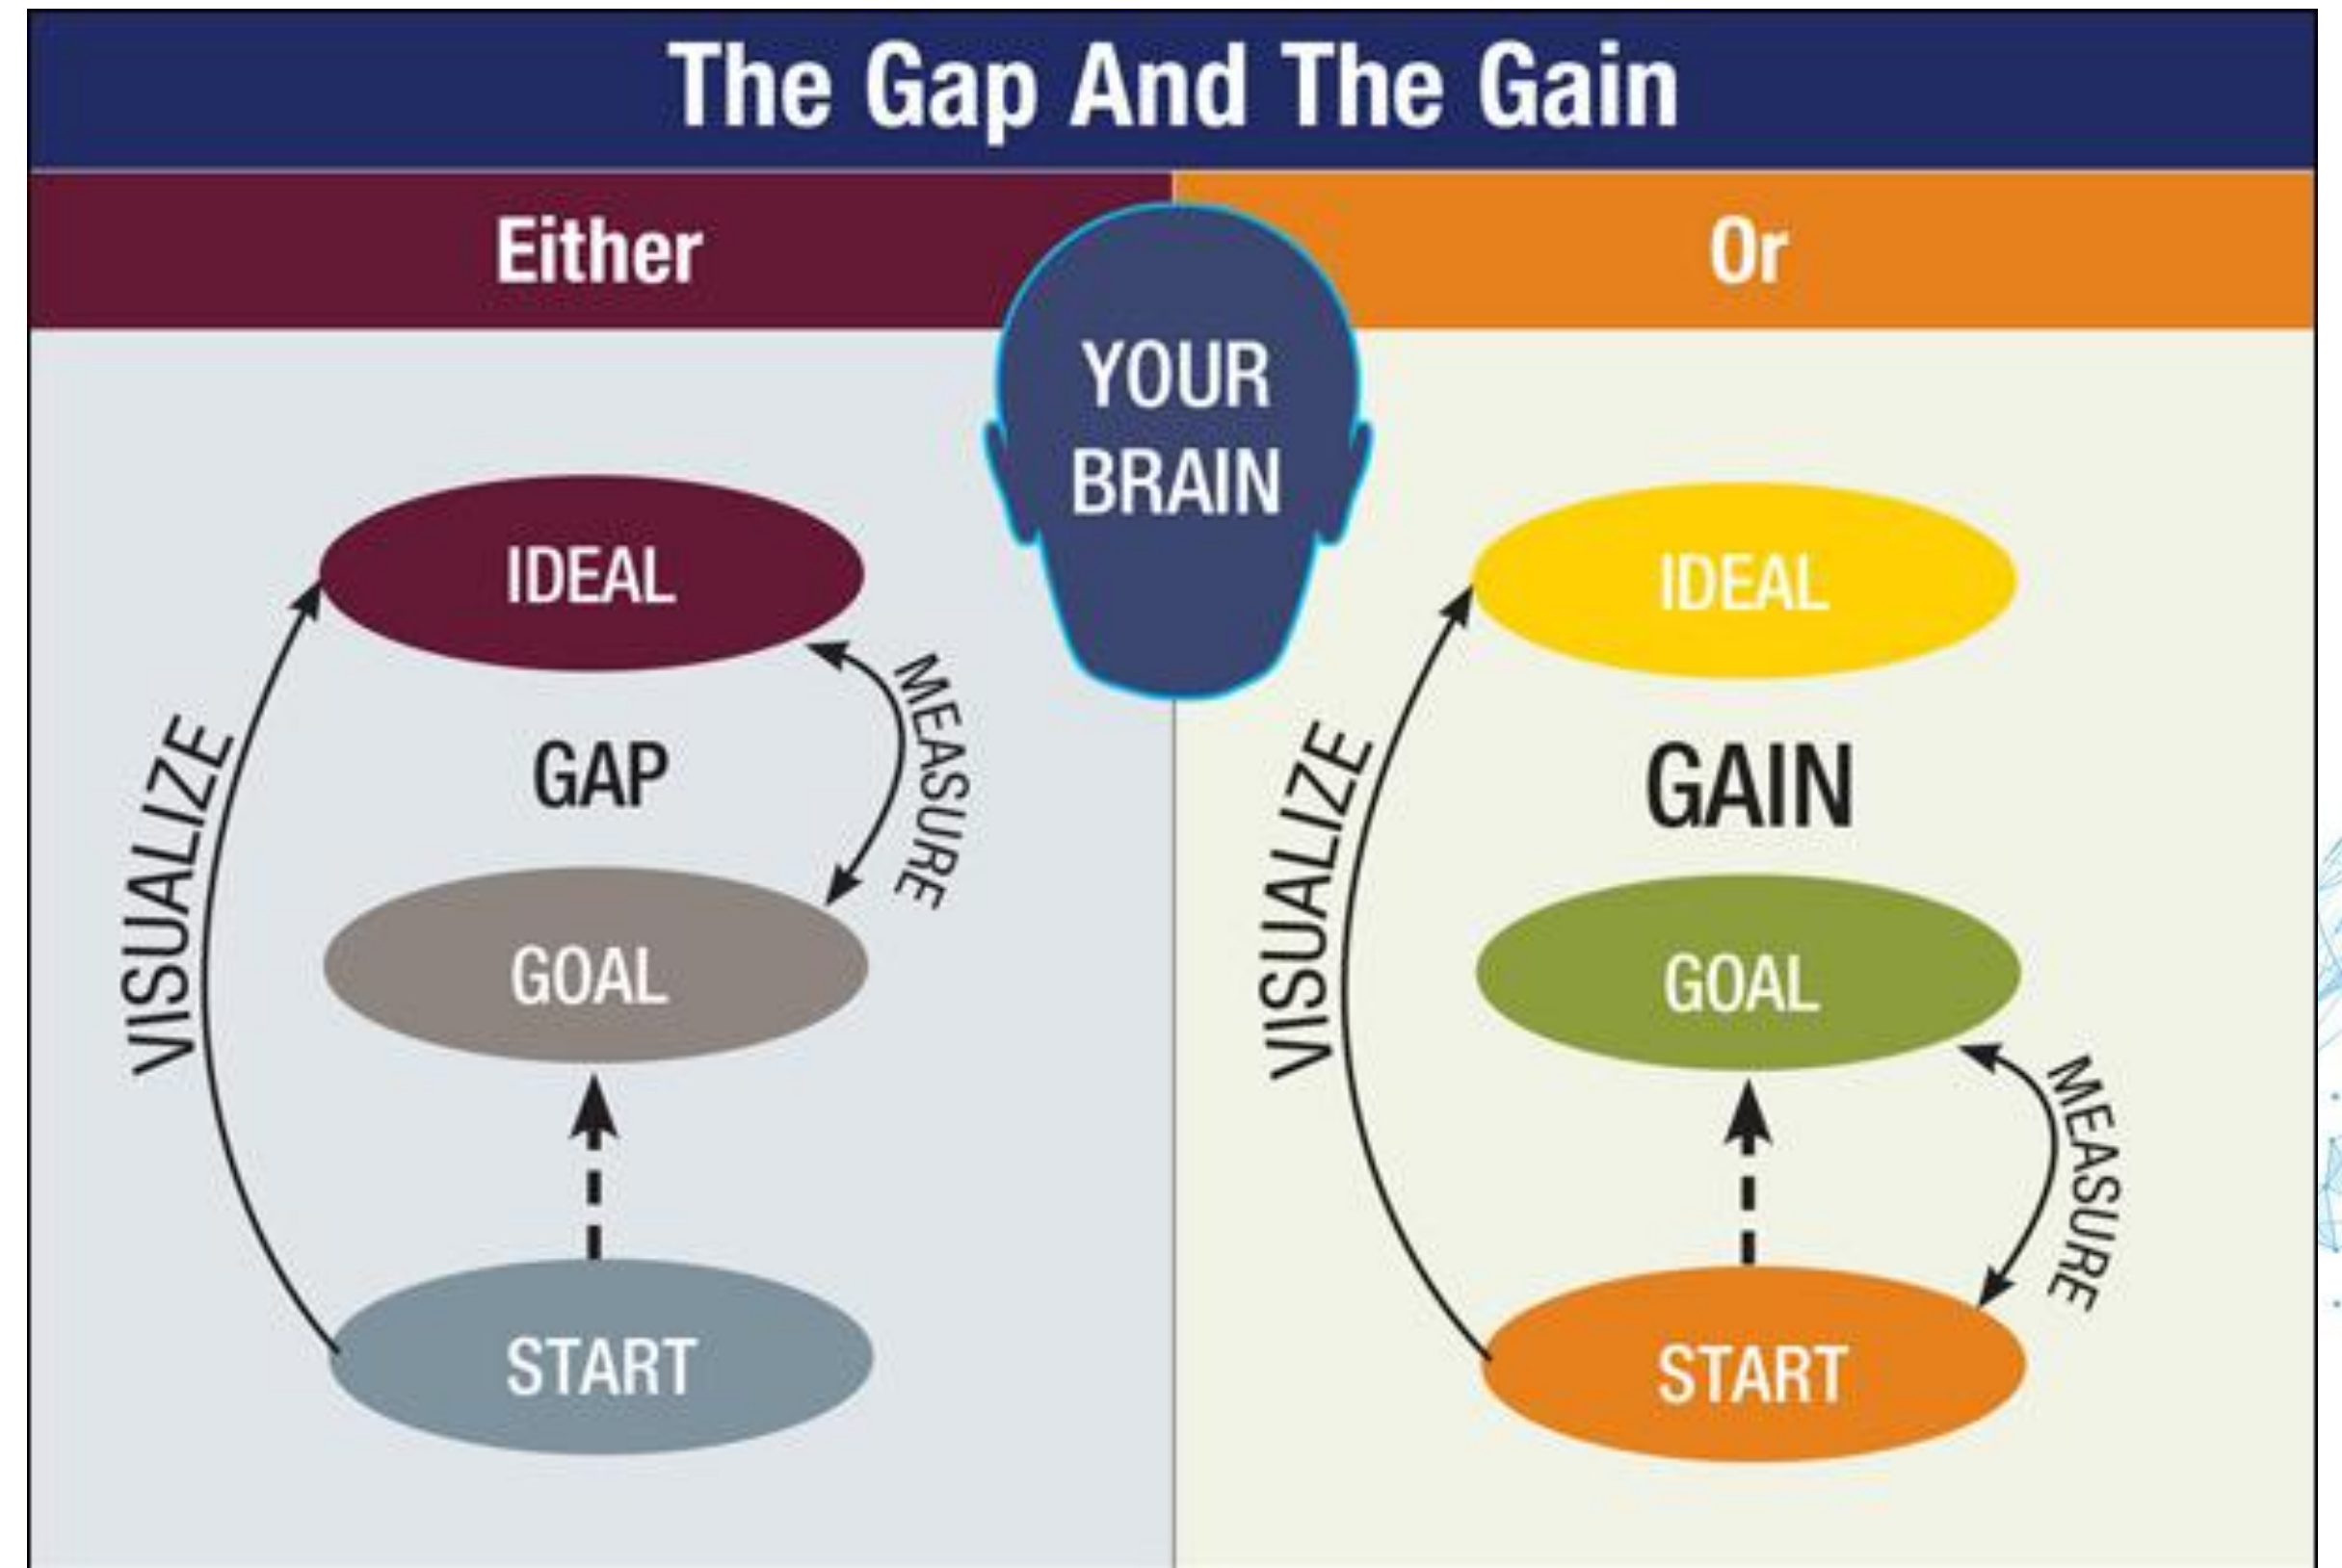 The Gap And The Gain
Either
Or
YOUR
BRAIN
IDEAL
GAP
GOAL
START
VISUALIZE
MEASURE
IDEAL
GAIN
GOAL
START
VISUALIZE
MEASURE